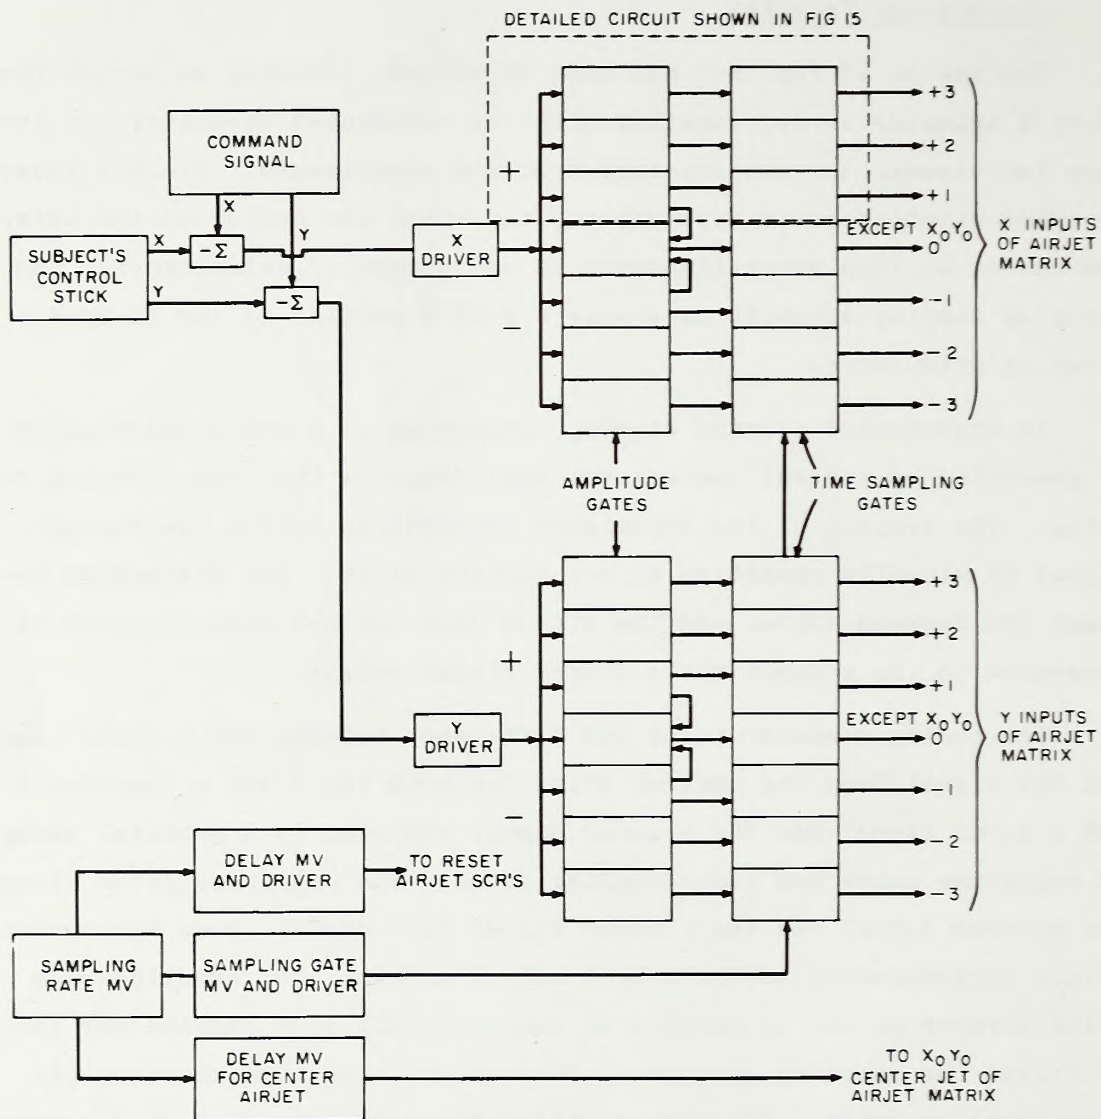 DETAILED CIRCUIT SHOWN IN FIG 15
COMMAND
SIGNAL
X
Y
SUBJECT'S
CONTROL
STICK
X
Y
-Σ
-Σ
X
DRIVER
+
-
+3
+2
+1
EXCEPT X₀Y₀
0
-1
-2
-3
X INPUTS
OF AIRJET
MATRIX
AMPLITUDE
GATES
TIME SAMPLING
GATES
Y
DRIVER
+
-
+3
+2
+1
EXCEPT X₀Y₀
0
-1
-2
-3
Y INPUTS
OF AIRJET
MATRIX
DELAY MV
AND DRIVER
TO RESET
AIRJET SCR'S
SAMPLING
RATE MV
SAMPLING GATE
MV AND DRIVER
DELAY MV
FOR CENTER
AIRJET
TO X₀Y₀
CENTER JET OF
AIRJET MATRIX